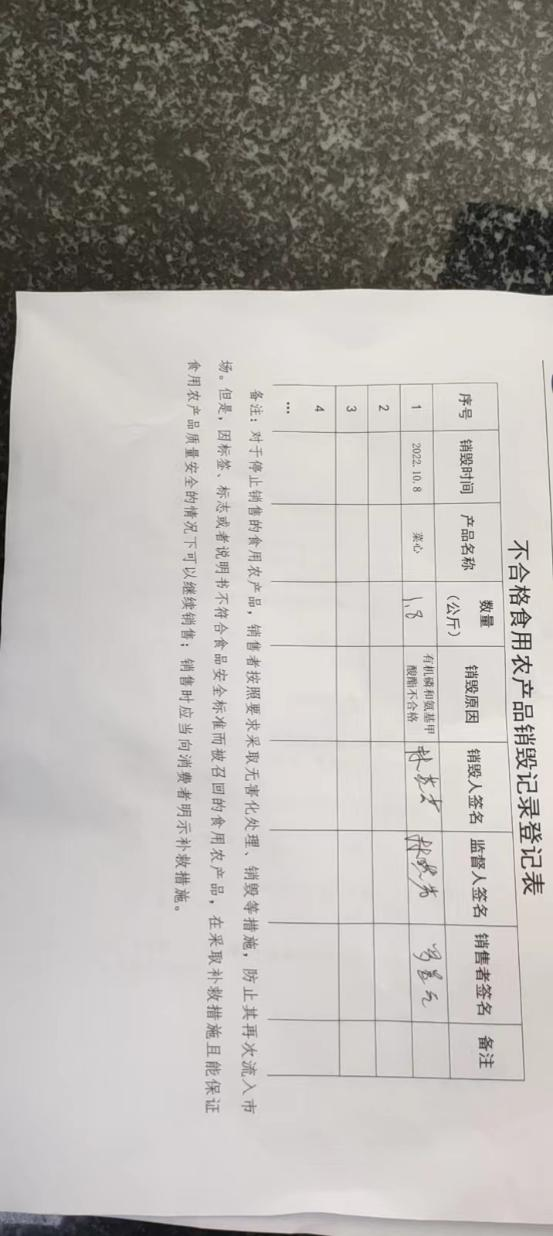 不合格食用农产品销毁记录登记表
序号 销毁时间 产品名称 数量（公斤） 销毁原因 销毁人签名 监督人签名 销售者签名 备注
1 2022.10.8 菜心 1.8 有机磷和氨基甲酸酯不合格
2
3
4
…
备注：对于停止销售的食用农产品，销售者按照要求采取无害化处理、销毁等措施，防止其再次流入市
场。但是，因标签、标志或者说明书不符合食品安全标准而被召回的食用农产品，在采取补救措施且能保证
食用农产品质量安全的情况下可以继续销售；销售时应当向消费者明示补救措施。